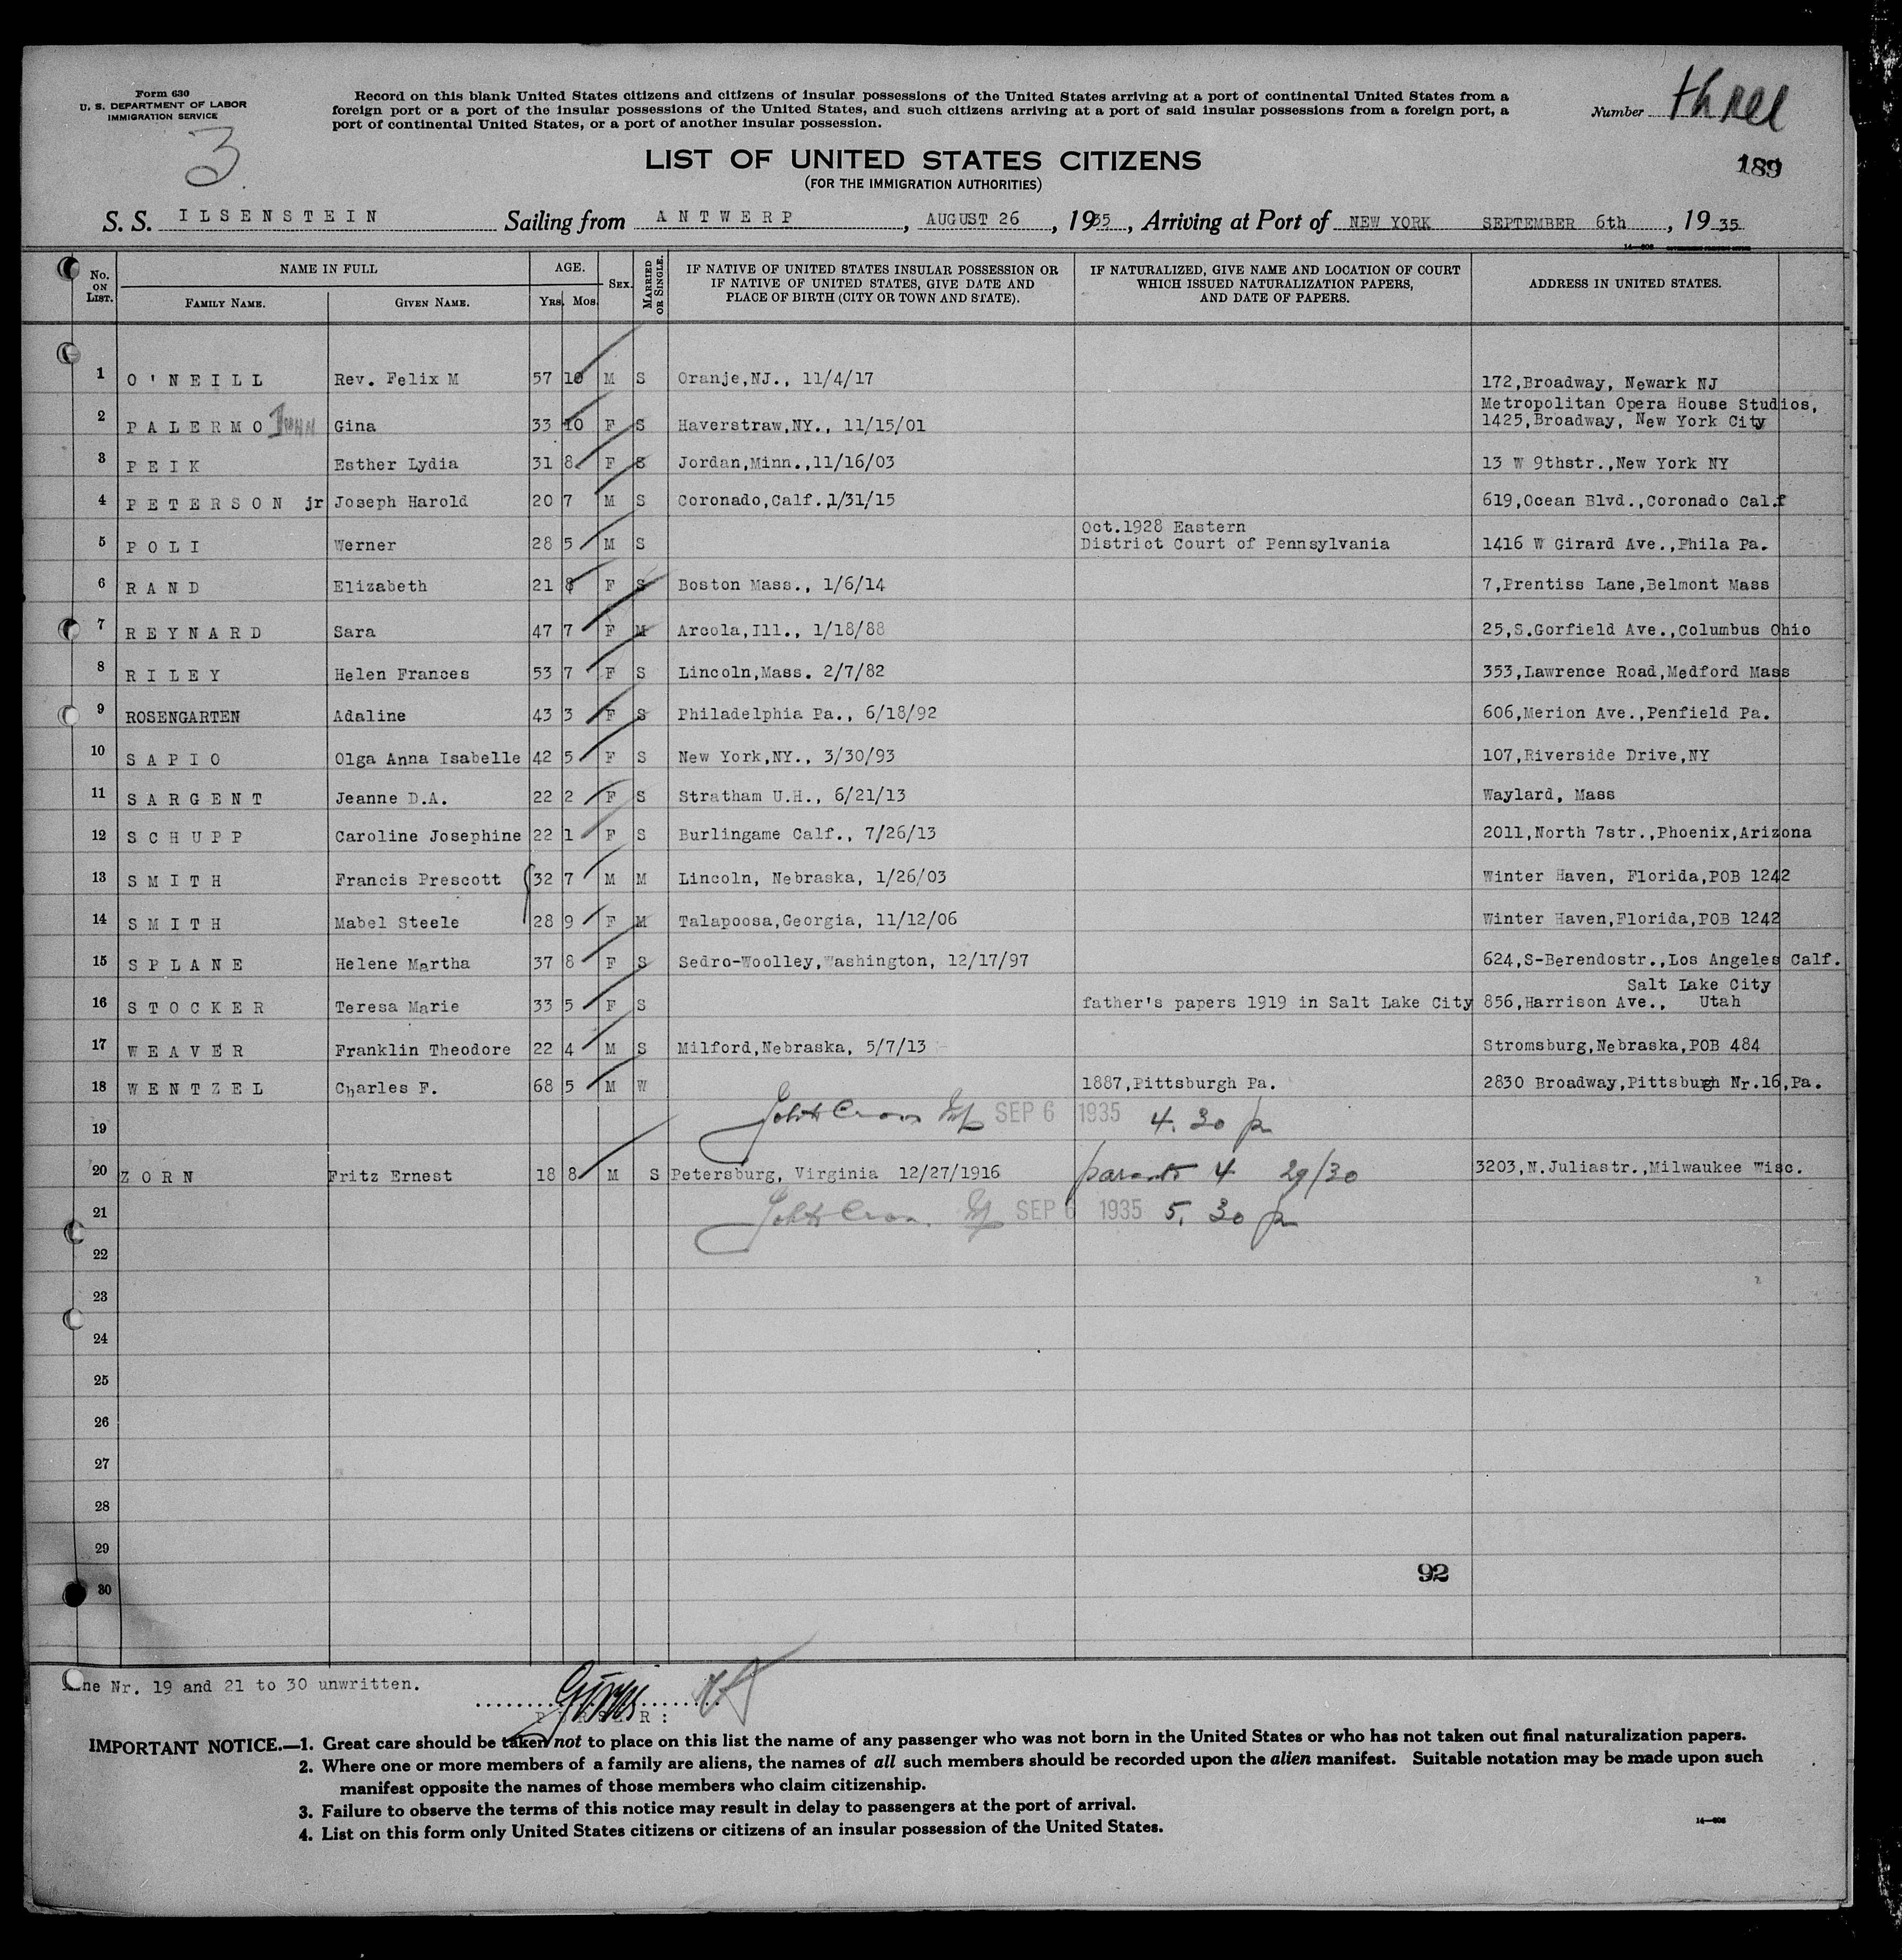 Form 630
U. S. DEPARTMENT OF LABOR
IMMIGRATION SERVICE
3
Record on this blank United States citizens and citizens of insular possessions of the United States arriving at a port of continental United States from a
foreign port or a port of the insular possessions of the United States, and such citizens arriving at a port of said insular possessions from a foreign port, a
port of continental United States, or a port of another insular possession.
Number three
LIST OF UNITED STATES CITIZENS
189
(FOR THE IMMIGRATION AUTHORITIES)
S. S. ILSENSTEIN Sailing from ANTWERP, AUGUST 26, 1935, Arriving at Port of NEW YORK SEPTEMBER 6th, 1935
14—608
No. ON LIST. NAME IN FULL FAMILY NAME. GIVEN NAME. AGE. Yrs. Mos. SEX. MARRIED OR SINGLE. IF NATIVE OF UNITED STATES INSULAR POSSESSION OR IF NATIVE OF UNITED STATES, GIVE DATE AND PLACE OF BIRTH (CITY OR TOWN AND STATE). IF NATURALIZED, GIVE NAME AND LOCATION OF COURT WHICH ISSUED NATURALIZATION PAPERS, AND DATE OF PAPERS. ADDRESS IN UNITED STATES.
1 O'NEILL Rev. Felix M 57 10 M S Oranje,NJ., 11/4/17 172,Broadway, Newark NJ
Metropolitan Opera House Studios,
2 PALERMO Gina 33 10 F S Haverstraw,NY., 11/15/01 1425,Broadway, New York City
3 PEIK Esther Lydia 31 8 F S Jordan,Minn.,11/16/03 13 W 9thstr.,New York NY
4 PETERSON jr Joseph Harold 20 7 M S Coronado,Calf.,1/31/15 619,Ocean Blvd.,Coronado Cal.f
Oct.1928 Eastern
5 POLI Werner 28 5 M S District Court of Pennsylvania 1416 W Girard Ave.,Phila Pa.
6 RAND Elizabeth 21 8 F S Boston Mass., 1/6/14 7,Prentiss Lane,Belmont Mass
7 REYNARD Sara 47 7 F M Arcola,Ill., 1/18/88 25,S.Gorfield Ave.,Columbus Ohio
8 RILEY Helen Frances 53 7 F S Lincoln,Mass. 2/7/82 353,Lawrence Road,Medford Mass
9 ROSENGARTEN Adaline 43 3 F S Philadelphia Pa., 6/18/92 606,Merion Ave.,Penfield Pa.
10 SAPIO Olga Anna Isabelle 42 5 F S New York,NY., 3/30/93 107,Riverside Drive,NY
11 SARGENT Jeanne D.A. 22 2 F S Stratham U.H., 6/21/13 Waylard, Mass
12 SCHUPP Caroline Josephine 22 1 F S Burlingame Calf., 7/26/13 2011,North 7str.,Phoenix,Arizona
13 SMITH Francis Prescott 32 7 M M Lincoln, Nebraska, 1/26/03 Winter Haven, Florida,POB 1242
14 SMITH Mabel Steele 28 9 F M Talapoosa,Georgia, 11/12/06 Winter Haven,Florida,POB 1242
15 SPLANE Helene Martha 37 8 F S Sedro-Woolley,Washington, 12/17/97 624,S-Berendostr.,Los Angeles Calf.
Salt Lake City
16 STOCKER Teresa Marie 33 5 F S father's papers 1919 in Salt Lake City 856,Harrison Ave., Utah
17 WEAVER Franklin Theodore 22 4 M S Milford,Nebraska, 5/7/13 Stromsburg,Nebraska,POB 484
18 WENTZEL Charles F. 68 5 M W 1887,Pittsburgh Pa. 2830 Broadway,Pittsburgh Nr.16,Pa.
19 SEP 6 1935 4.30 p
20 ZORN Fritz Ernest 18 8 M S Petersburg, Virginia 12/27/1916 parents 4 29/30 3203,N.Juliastr.,Milwaukee Wisc.
21 SEP 6 1935 5.30 p
22
23
24
25
26
27
28
29
30
92
Line Nr. 19 and 21 to 30 unwritten.
PURSER:
IMPORTANT NOTICE.—1. Great care should be taken not to place on this list the name of any passenger who was not born in the United States or who has not taken out final naturalization papers.
2. Where one or more members of a family are aliens, the names of all such members should be recorded upon the alien manifest. Suitable notation may be made upon such
manifest opposite the names of those members who claim citizenship.
3. Failure to observe the terms of this notice may result in delay to passengers at the port of arrival.
4. List on this form only United States citizens or citizens of an insular possession of the United States.
14—608